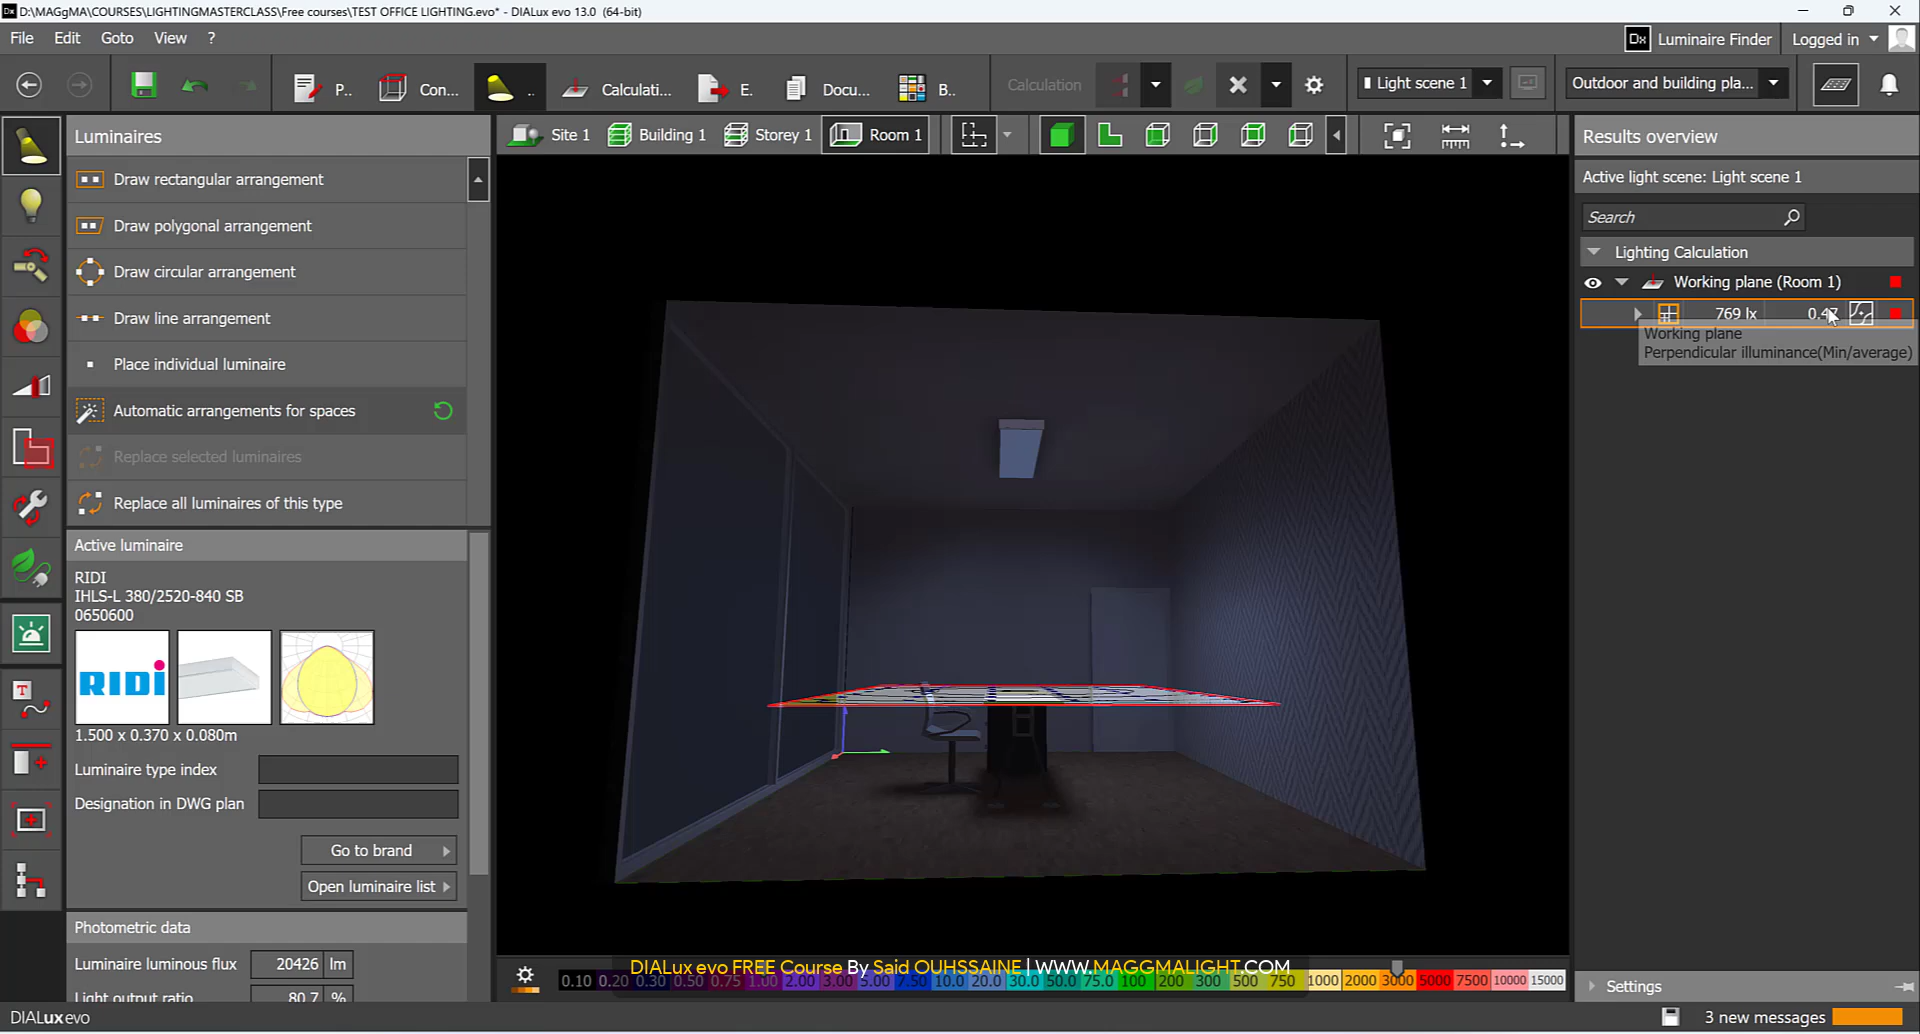 D:\MAGgMA\COURSES\LIGHTINGMASTERCLASS\Free courses\TEST OFFICE LIGHTING.evo* - DIALux evo 13.0 (64-bit)
File Edit Goto View ?
Dx Luminaire Finder Logged in
P.. Con... .. Calculati... E. Docu... B.. Calculation Light scene 1 Outdoor and building pla...
Luminaires
Site 1 Building 1 Storey 1 Room 1
Results overview
Draw rectangular arrangement
Draw polygonal arrangement
Draw circular arrangement
Draw line arrangement
Place individual luminaire
Automatic arrangements for spaces
Replace selected luminaires
Replace all luminaires of this type
Active luminaire
RIDI
IHLS-L 380/2520-840 SB
0650600
RIDI
1.500 x 0.370 x 0.080m
Luminaire type index
Designation in DWG plan
Go to brand
Open luminaire list
Photometric data
Luminaire luminous flux 20426 lm
Light output ratio 80.7 %
Active light scene: Light scene 1
Search
Lighting Calculation
Working plane (Room 1)
769 lx 0.47
Working plane
Perpendicular illuminance(Min/average)
DIALux evo FREE Course By Said OUHSSAINE | WWW.MAGGMALIGHT.COM
0.10 0.20 0.30 0.50 0.75 1.00 2.00 3.00 5.00 7.50 10.0 20.0 30.0 50.0 75.0 100 200 300 500 750 1000 2000 3000 5000 7500 10000 15000
Settings
DIALux evo
3 new messages